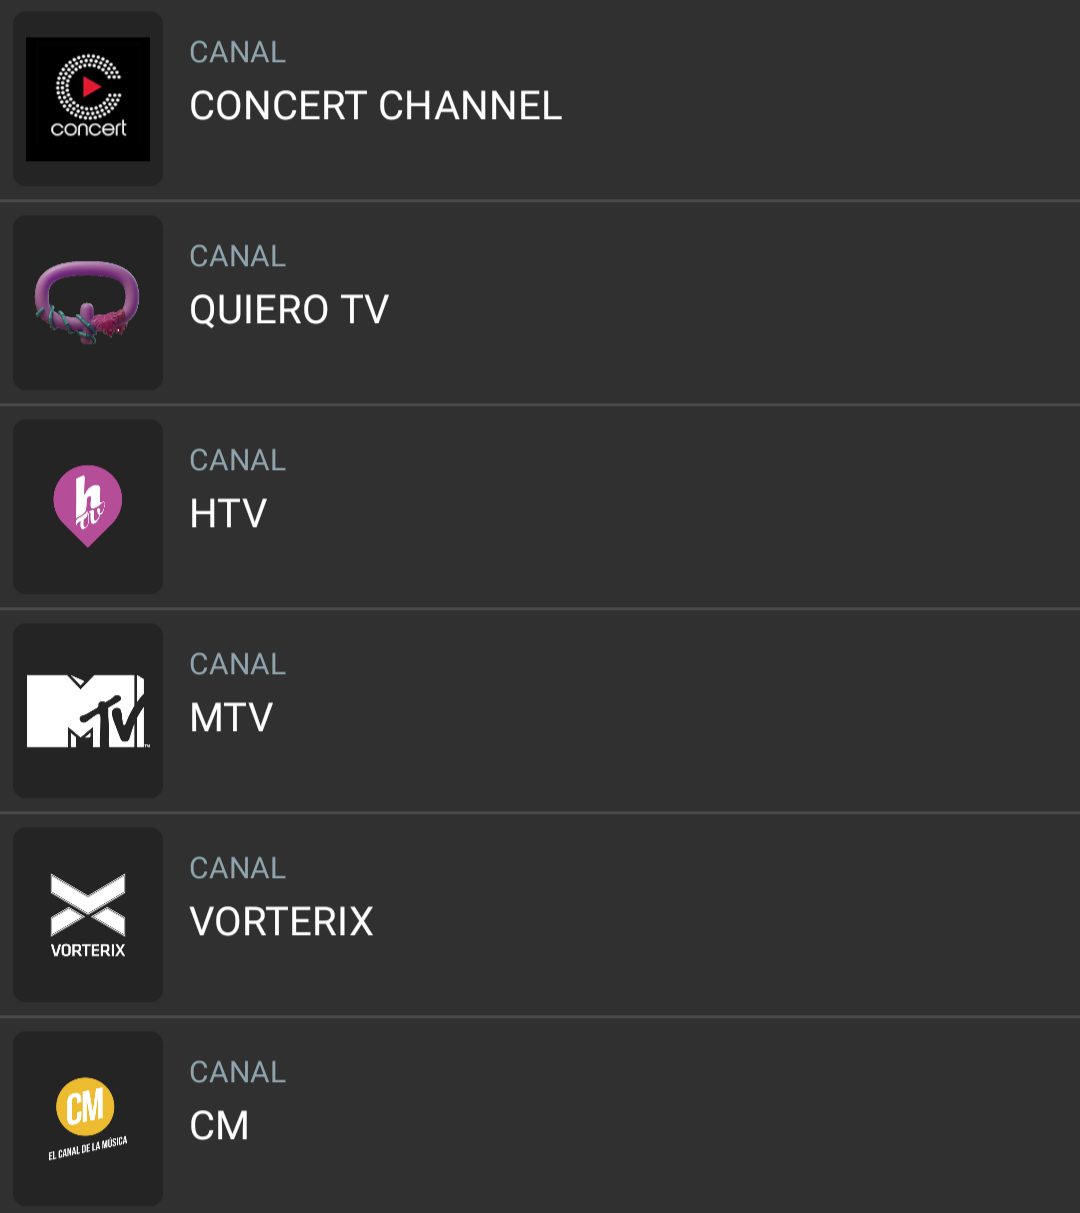 concert
CANAL
CONCERT CHANNEL
CANAL
QUIERO TV
h
tv
CANAL
HTV
MTV
TM
CANAL
MTV
VORTERIX
CANAL
VORTERIX
CM
EL CANAL DE LA MÚSICA
CANAL
CM